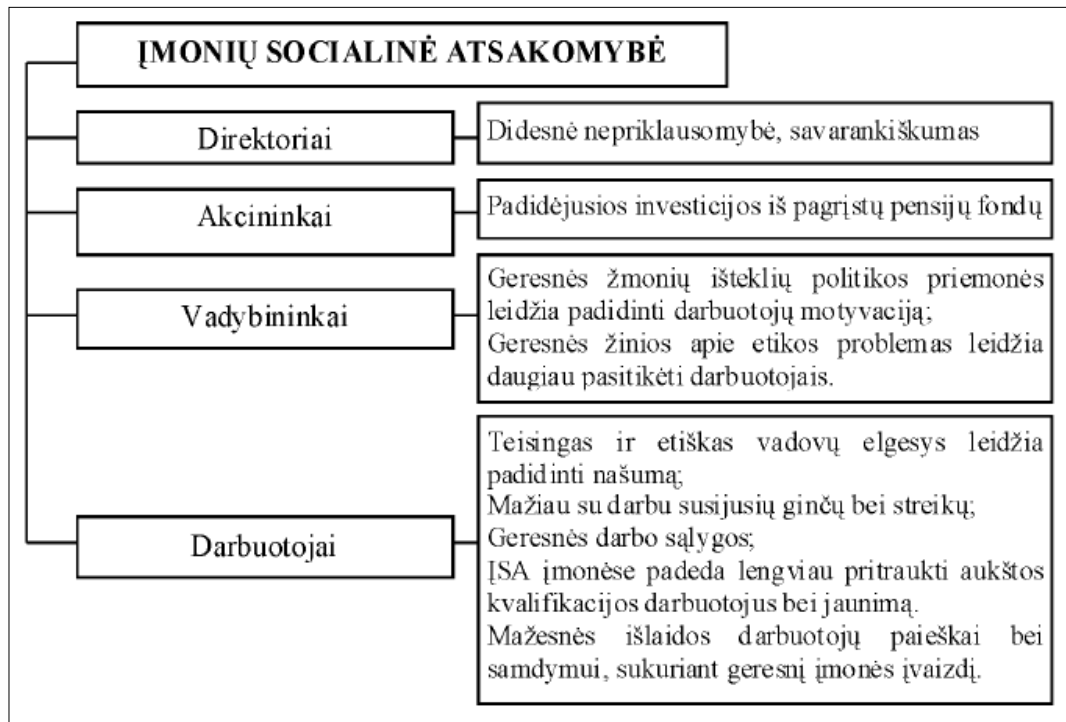 ĮMONIŲ SOCIALINĖ ATSAKOMYBĖ
Direktoriai
Didesnė nepriklausomybė, savarankiškumas
Akcininkai
Padidėjusios investicijos iš pagrįstų pensijų fondų
Vadybininkai
Geresnės žmonių išteklių politikos priemonės
leidžia padidinti darbuotojų motyvaciją;
Geresnės žinios apie etikos problemas leidžia
daugiau pasitikėti darbuotojais.
Darbuotojai
Teisingas ir etiškas vadovų elgesys leidžia
padidinti našumą;
Mažiau su darbu susijusių ginčų bei streikų;
Geresnės darbo sąlygos;
ĮSA įmonėse padeda lengviau pritraukti aukštos
kvalifikacijos darbuotojus bei jaunimą.
Mažesnės išlaidos darbuotojų paieškai bei
samdymui, sukuriant geresnį įmonės įvaizdį.